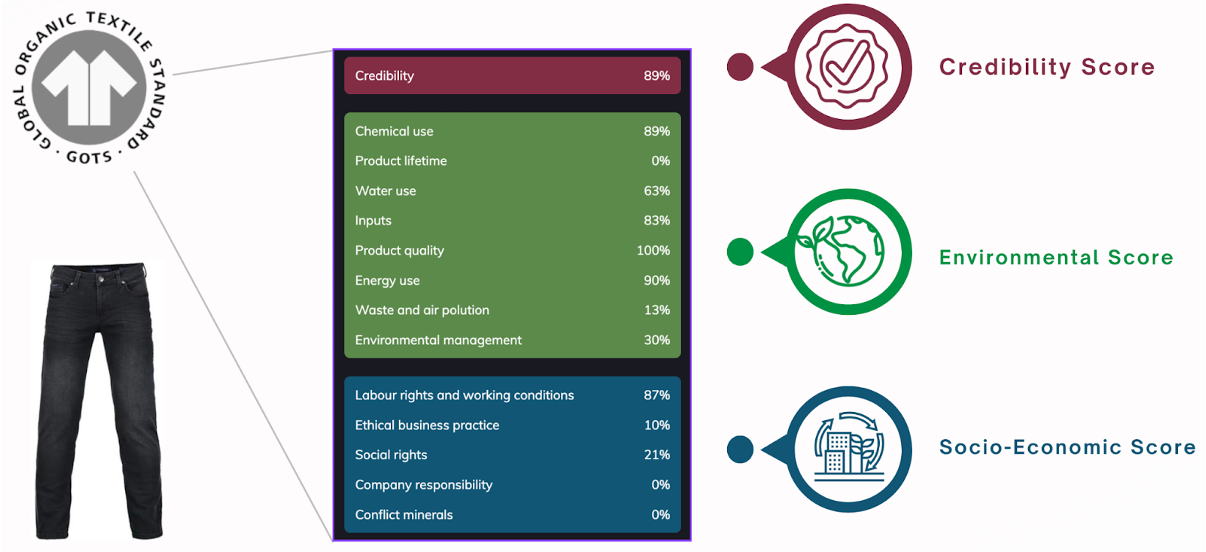 GLOBAL ORGANIC TEXTILE STANDARD · GOTS ·
Credibility 89%
Chemical use 89%
Product lifetime 0%
Water use 63%
Inputs 83%
Product quality 100%
Energy use 90%
Waste and air polution 13%
Environmental management 30%
Labour rights and working conditions 87%
Ethical business practice 10%
Social rights 21%
Company responsibility 0%
Conflict minerals 0%
Credibility Score
Environmental Score
Socio-Economic Score